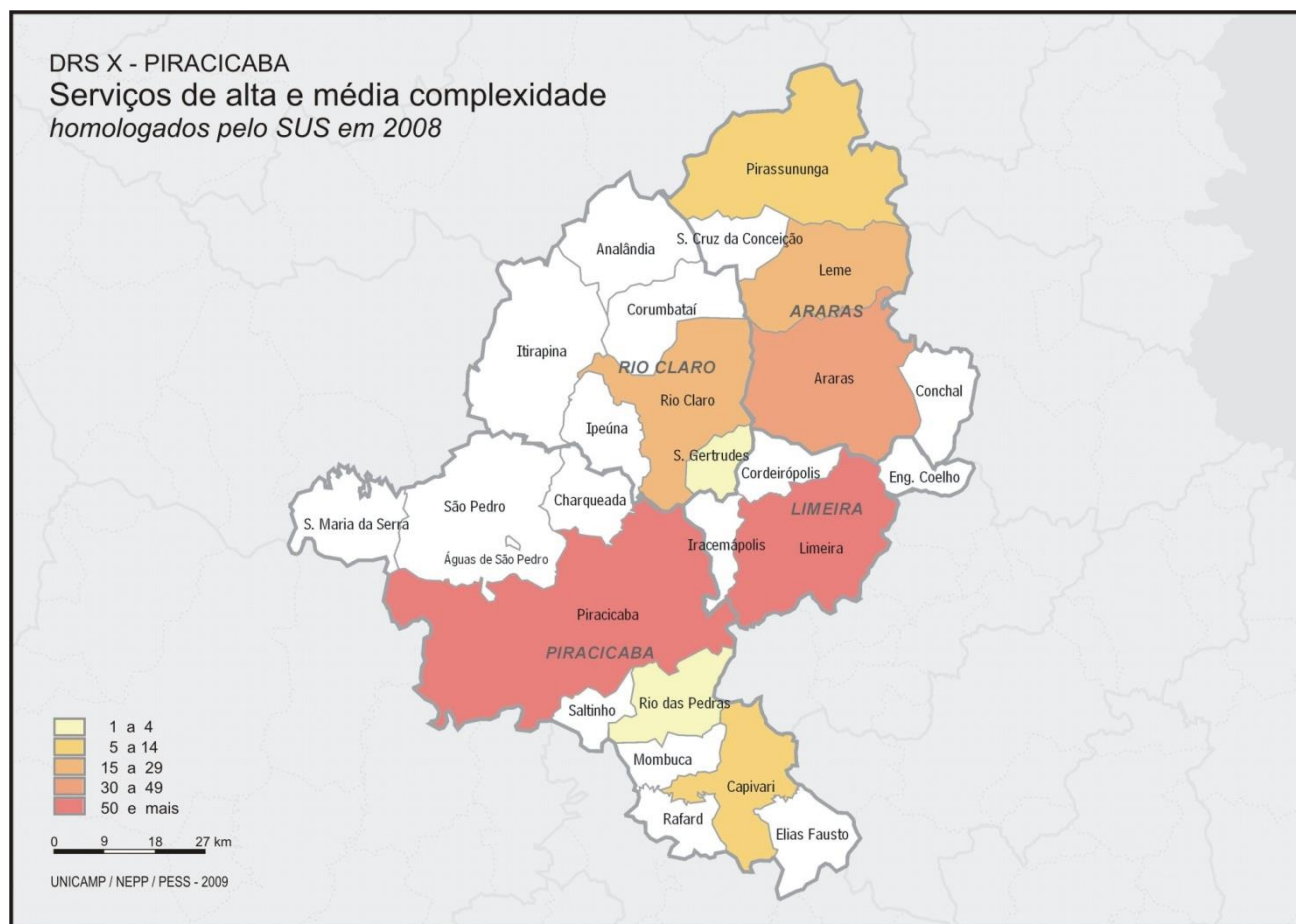 DRS X - PIRACICABA
Serviços de alta e média complexidade
homologados pelo SUS em 2008
Pirassununga
S. Cruz da Conceição
Analândia
Leme
Corumbataí
ARARAS
Itirapina
RIO CLARO
Araras
Conchal
Rio Claro
Ipeúna
S. Gertrudes
Cordeirópolis
Eng. Coelho
Charqueada
São Pedro
LIMEIRA
S. Maria da Serra
Iracemápolis
Limeira
Águas de São Pedro
Piracicaba
PIRACICABA
Saltinho
Rio das Pedras
Mombuca
Capivari
Rafard
Elias Fausto
1 a 4
5 a 14
15 a 29
30 a 49
50 e mais
0 9 18 27 km
UNICAMP / NEPP / PESS - 2009